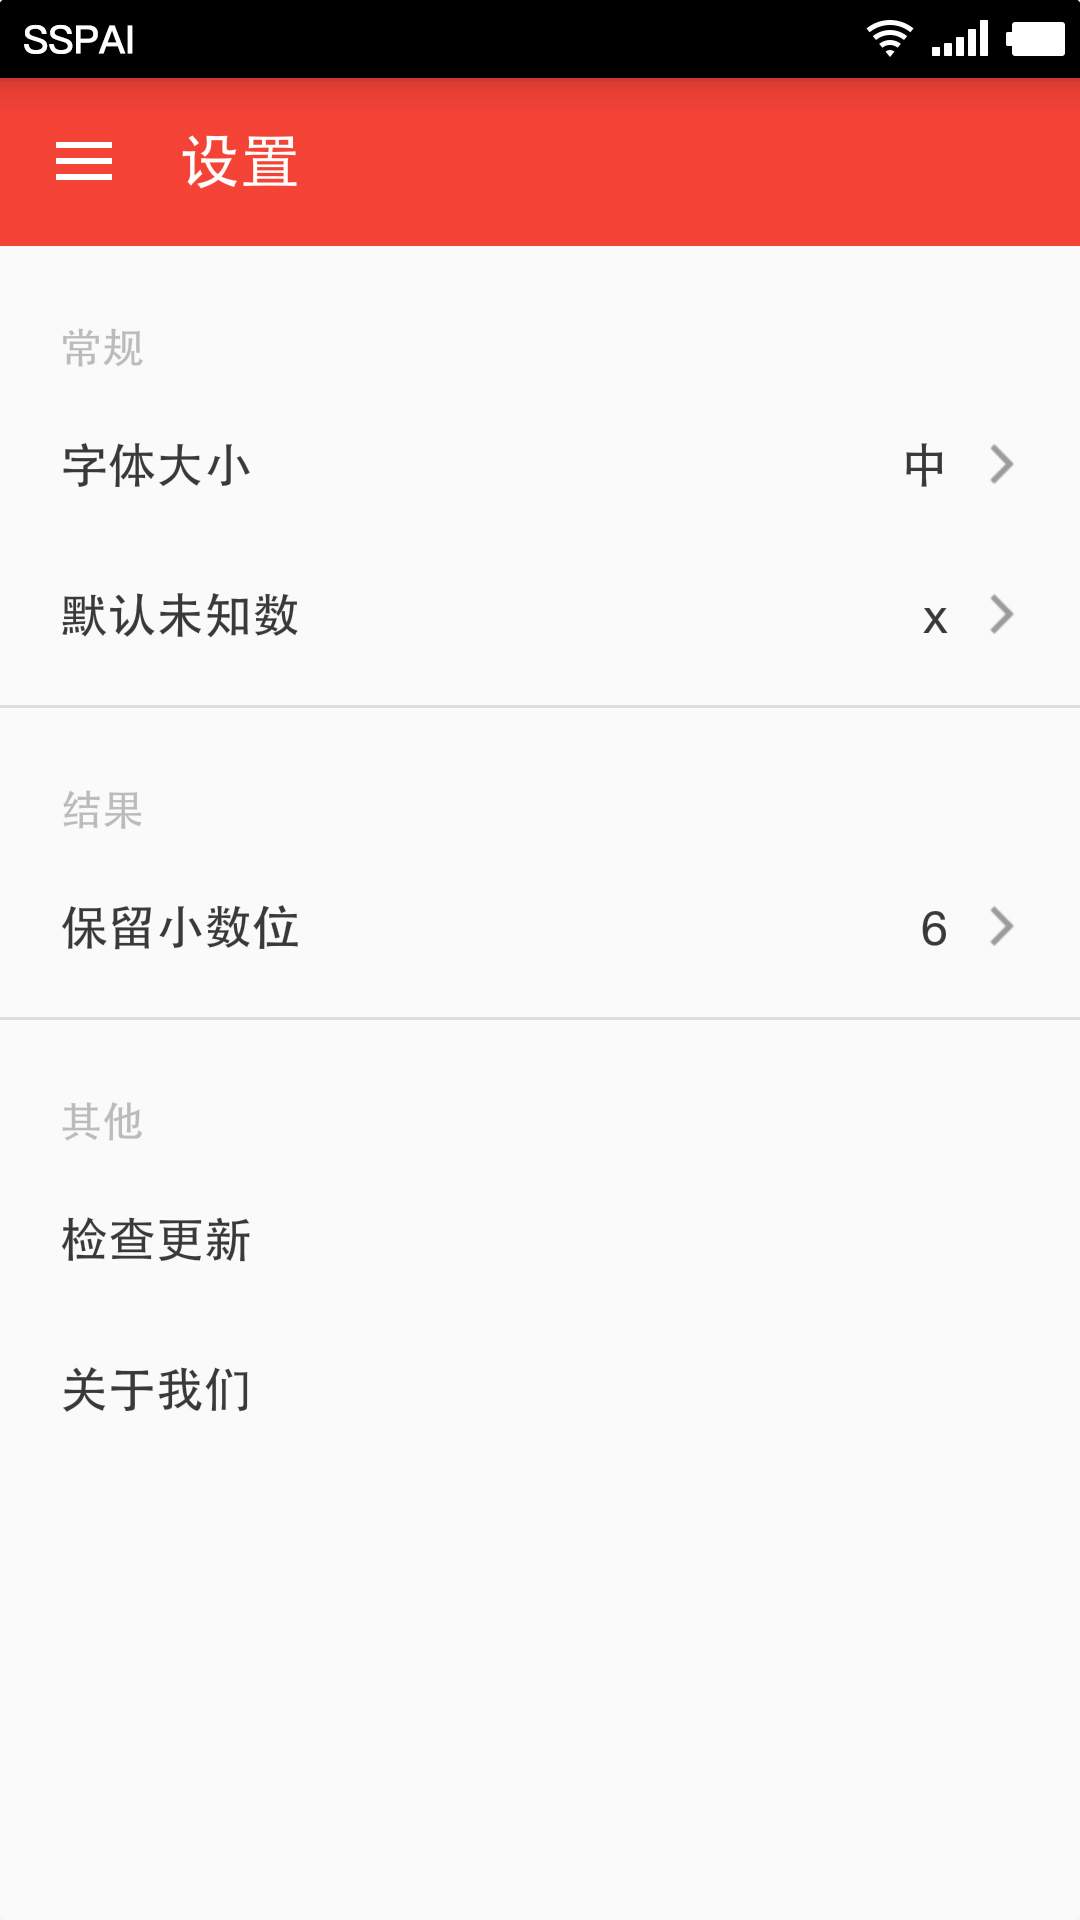 SSPAI
设置
常规
字体大小 中
默认未知数 x
结果
保留小数位 6
其他
检查更新
关于我们